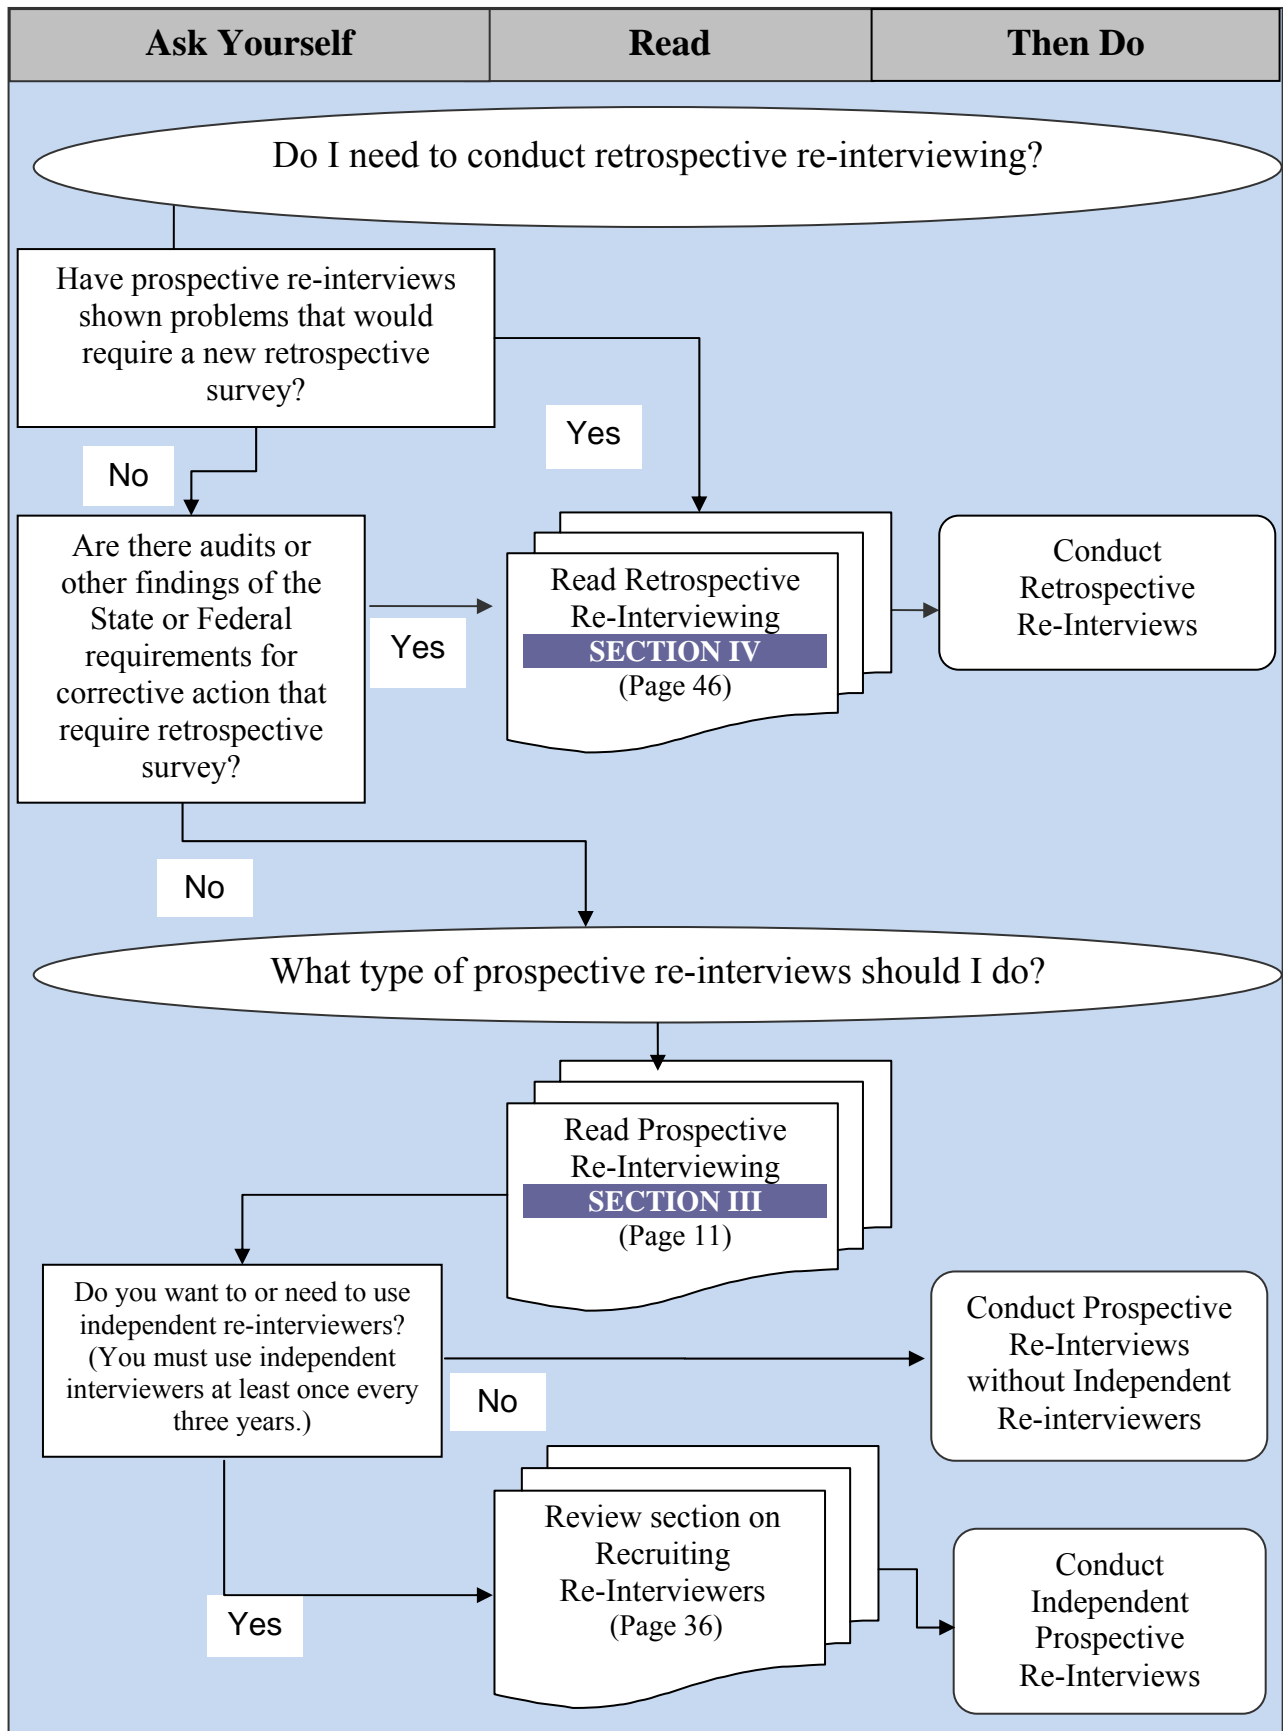 Ask Yourself
Read
Then Do
Do I need to conduct retrospective re-interviewing?
Have prospective re-interviews
shown problems that would
require a new retrospective
survey?
Yes
No
Are there audits or
other findings of the
State or Federal
requirements for
corrective action that
require retrospective
survey?
Yes
Read Retrospective
Re-Interviewing
SECTION IV
(Page 46)
Conduct
Retrospective
Re-Interviews
No
What type of prospective re-interviews should I do?
Read Prospective
Re-Interviewing
SECTION III
(Page 11)
Do you want to or need to use
independent re-interviewers?
(You must use independent
interviewers at least once every
three years.)
No
Conduct Prospective
Re-Interviews
without Independent
Re-interviewers
Yes
Review section on
Recruiting
Re-Interviewers
(Page 36)
Conduct
Independent
Prospective
Re-Interviews